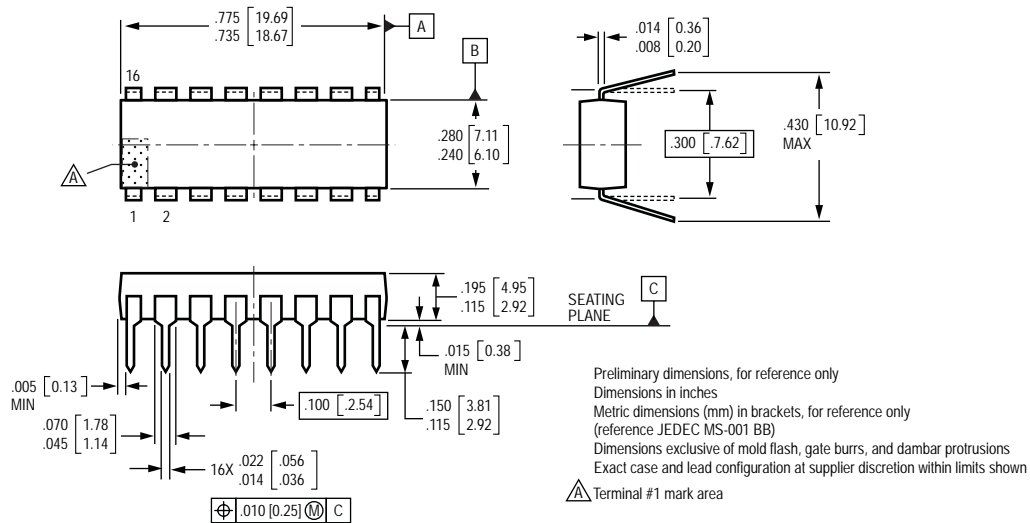 .775 [19.69]
.735 [18.67]
A
B
16
.280 [7.11]
.240 [6.10]
A
1 2
.014 [0.36]
.008 [0.20]
.300 [.7.62]
.430 [10.92]
MAX
.195 [4.95]
.115 [2.92]
SEATING
PLANE
C
.015 [0.38]
MIN
.005 [0.13]
MIN
.100 [.2.54]
.150 [3.81]
.115 [2.92]
.070 [1.78]
.045 [1.14]
16X .022 [.056]
.014 [.036]
⌖ .010 [0.25] Ⓜ C
Preliminary dimensions, for reference only
Dimensions in inches
Metric dimensions (mm) in brackets, for reference only
(reference JEDEC MS-001 BB)
Dimensions exclusive of mold flash, gate burrs, and dambar protrusions
Exact case and lead configuration at supplier discretion within limits shown
A Terminal #1 mark area